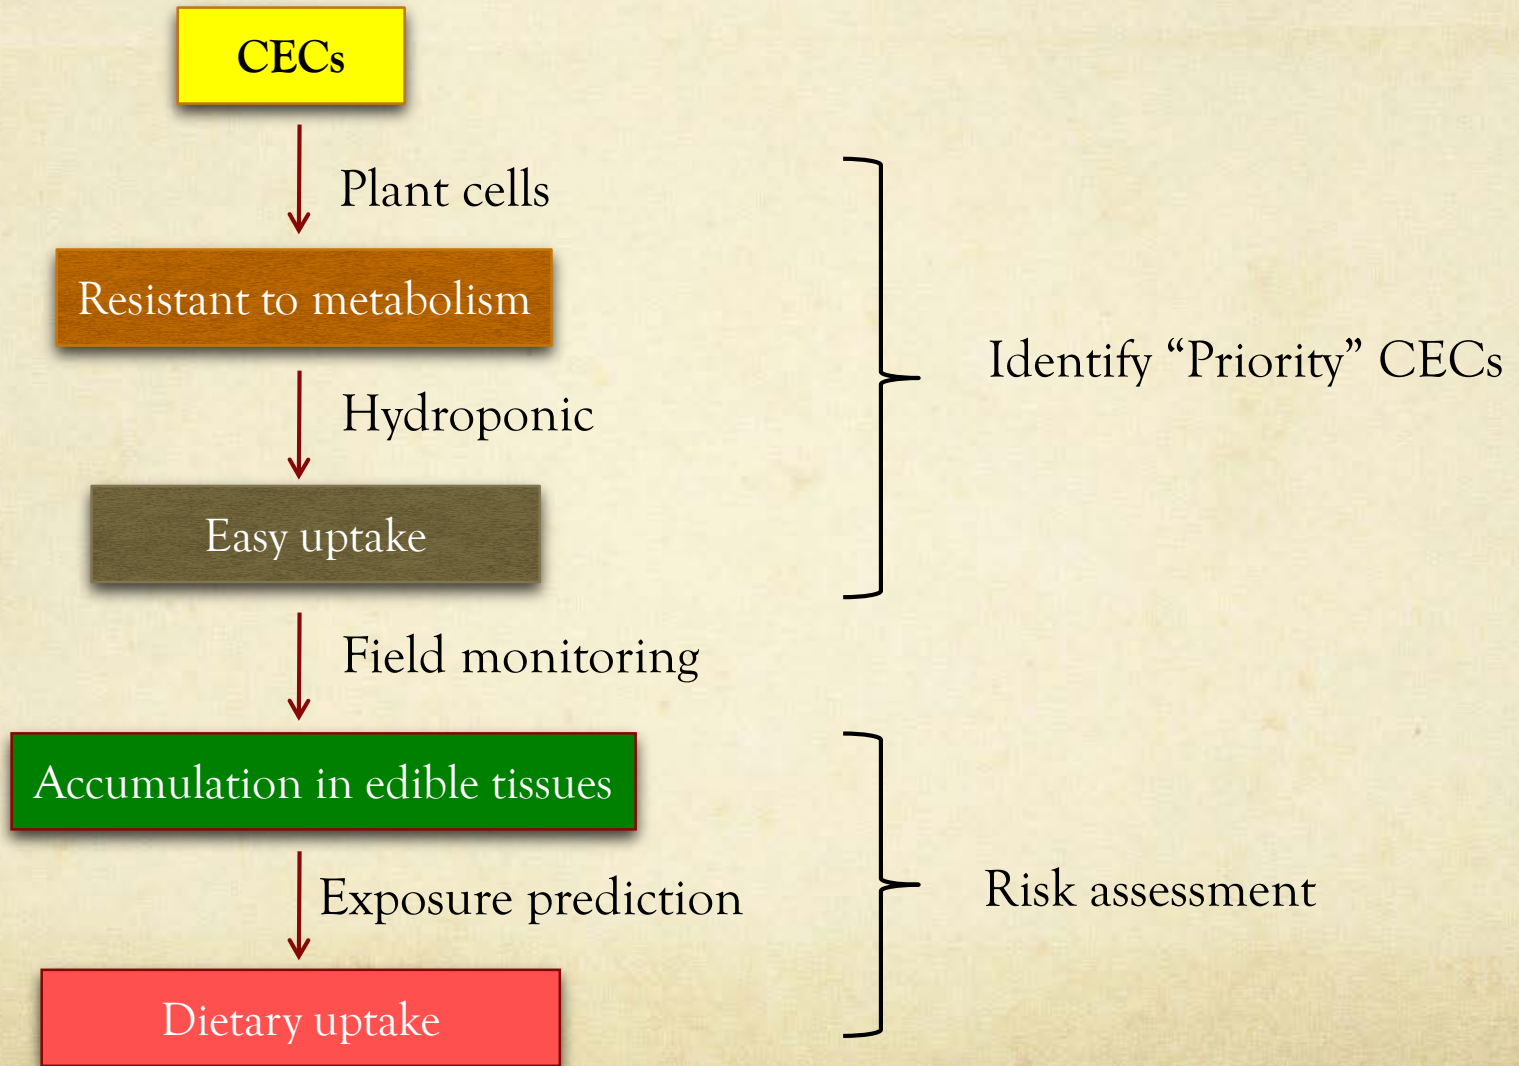 CECs
Plant cells
Resistant to metabolism
Hydroponic
Easy uptake
Identify “Priority” CECs
Field monitoring
Accumulation in edible tissues
Exposure prediction
Dietary uptake
Risk assessment